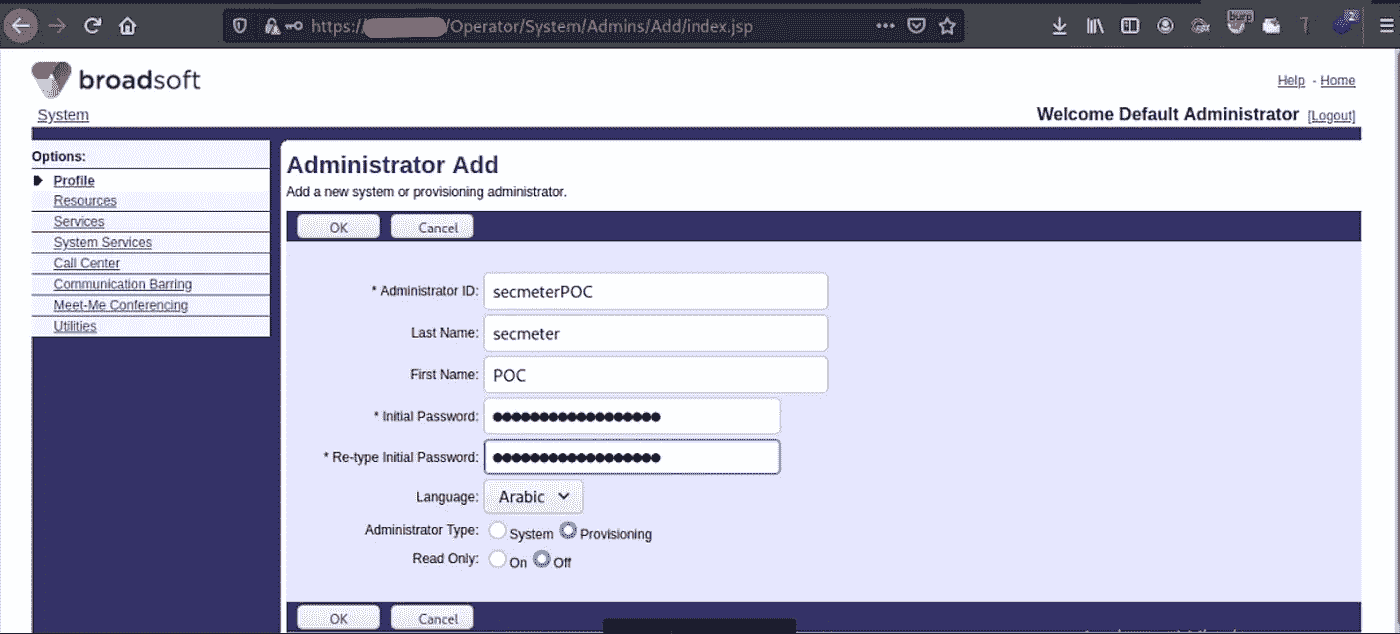 https:// /Operator/System/Admins/Add/index.jsp
burp
2
broadsoft
Help - Home
System
Welcome Default Administrator [Logout]
Options:
Profile
Resources
Services
System Services
Call Center
Communication Barring
Meet-Me Conferencing
Utilities
Administrator Add
Add a new system or provisioning administrator.
OK Cancel
* Administrator ID: secmeterPOC
Last Name: secmeter
First Name: POC
* Initial Password: ●●●●●●●●●●●●●●●●●●
* Re-type Initial Password: ●●●●●●●●●●●●●●●●●●
Language: Arabic
Administrator Type: System Provisioning
Read Only: On Off
OK Cancel